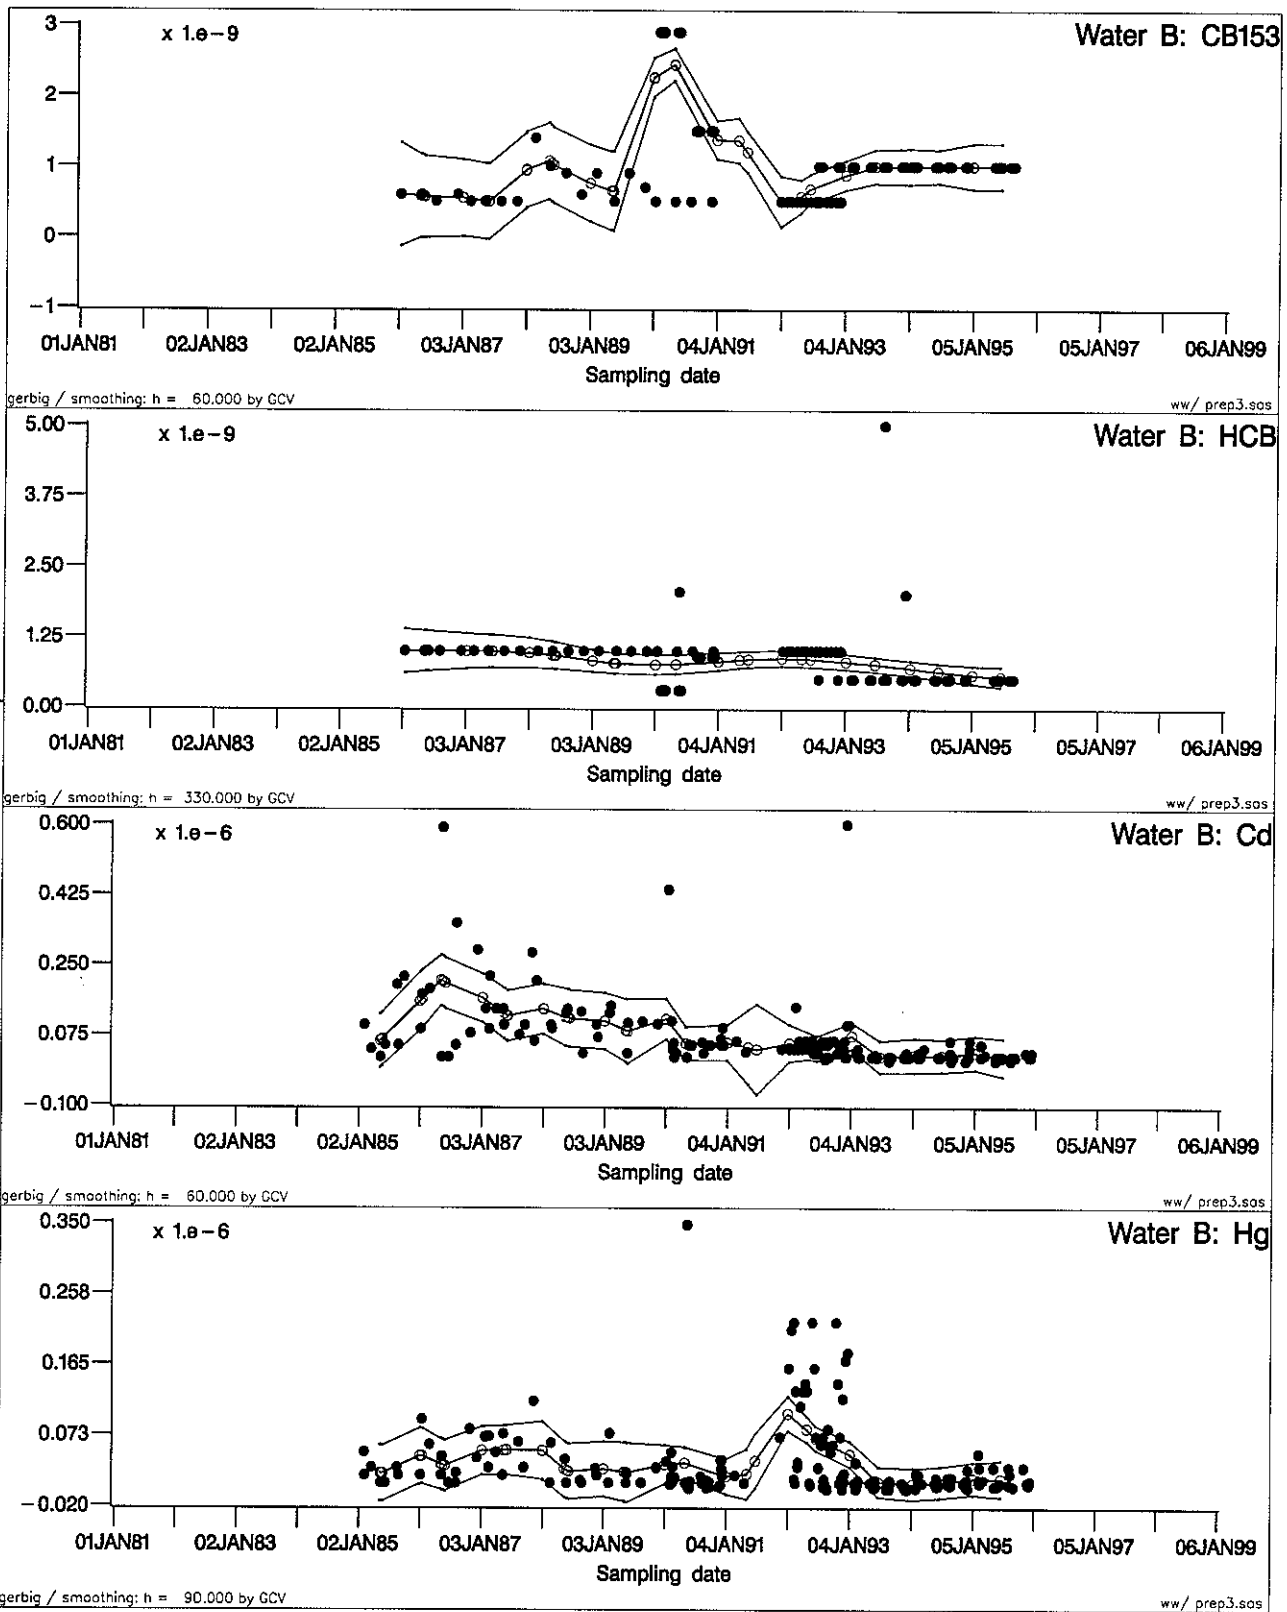 3
x 1.e−9
Water B: CB153
2
1
0
−1
01JAN81 02JAN83 02JAN85 03JAN87 03JAN89 04JAN91 04JAN93 05JAN95 05JAN97 06JAN99
Sampling date
gerbig / smoothing: h = 60.000 by GCV
ww/ prep3.sas
5.00
x 1.e−9
Water B: HCB
3.75
2.50
1.25
0.00
01JAN81 02JAN83 02JAN85 03JAN87 03JAN89 04JAN91 04JAN93 05JAN95 05JAN97 06JAN99
Sampling date
gerbig / smoothing: h = 330.000 by GCV
ww/ prep3.sas
0.600
x 1.e−6
Water B: Cd
0.425
0.250
0.075
−0.100
01JAN81 02JAN83 02JAN85 03JAN87 03JAN89 04JAN91 04JAN93 05JAN95 05JAN97 06JAN99
Sampling date
gerbig / smoothing: h = 60.000 by GCV
ww/ prep3.sas
0.350
x 1.e−6
Water B: Hg
0.258
0.165
0.073
−0.020
01JAN81 02JAN83 02JAN85 03JAN87 03JAN89 04JAN91 04JAN93 05JAN95 05JAN97 06JAN99
Sampling date
gerbig / smoothing: h = 90.000 by GCV
ww/ prep3.sas